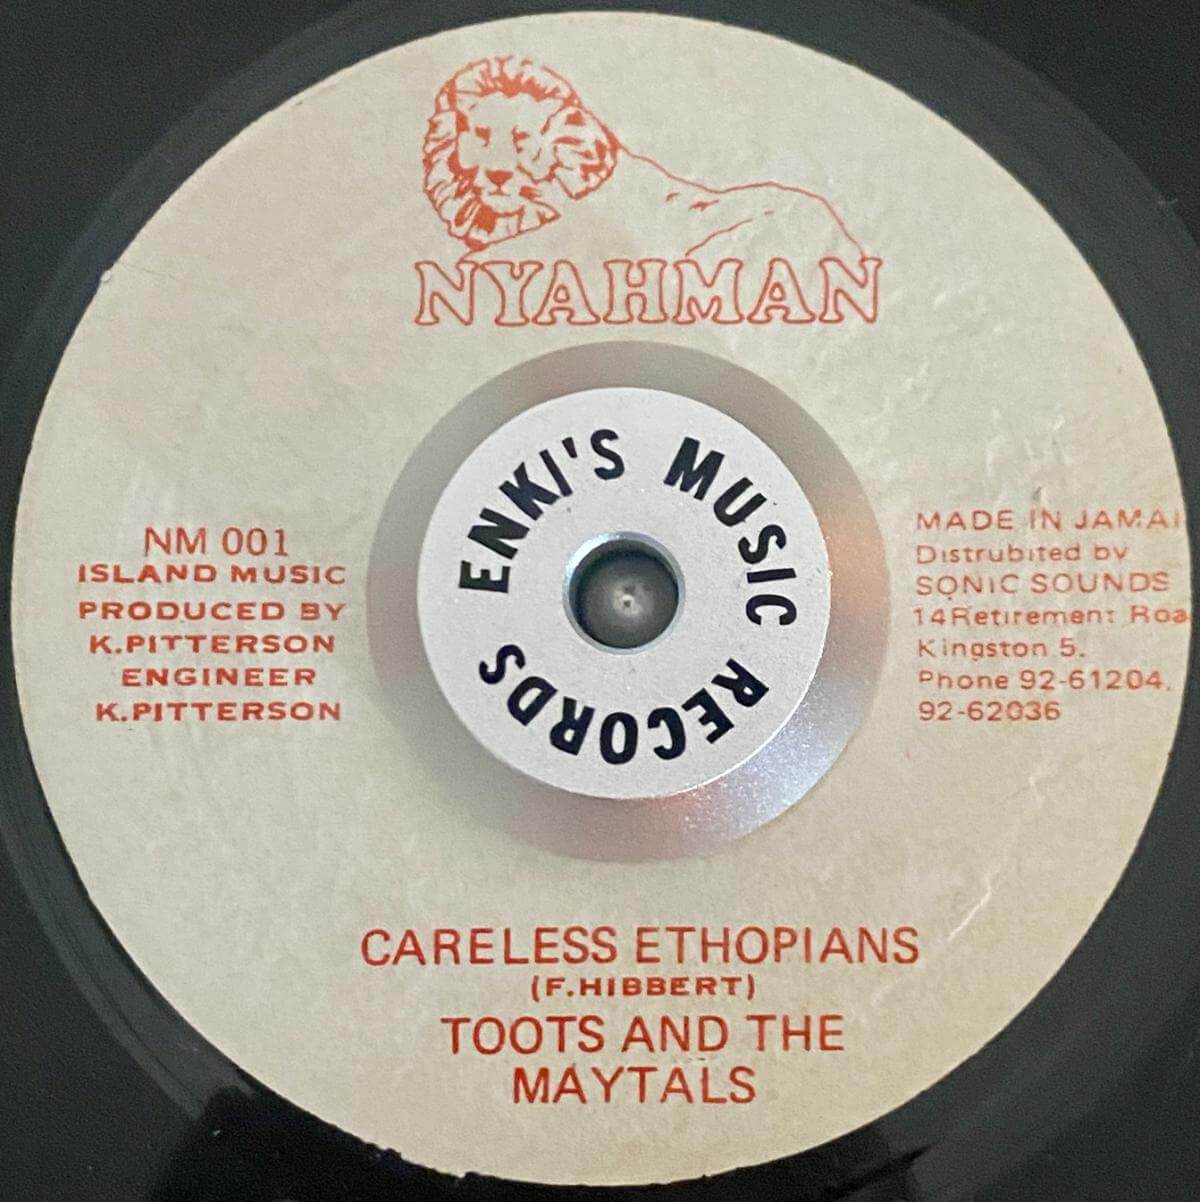 NYAHMAN
ENKI'S MUSIC RECORDS
NM 001
ISLAND MUSIC
PRODUCED BY
K.PITTERSON
ENGINEER
K.PITTERSON
MADE IN JAMAI
Distrubited by
SONIC SOUNDS
14Retirement Roa
Kingston 5.
Phone 92-61204.
92-62036
CARELESS ETHOPIANS
(F.HIBBERT)
TOOTS AND THE
MAYTALS